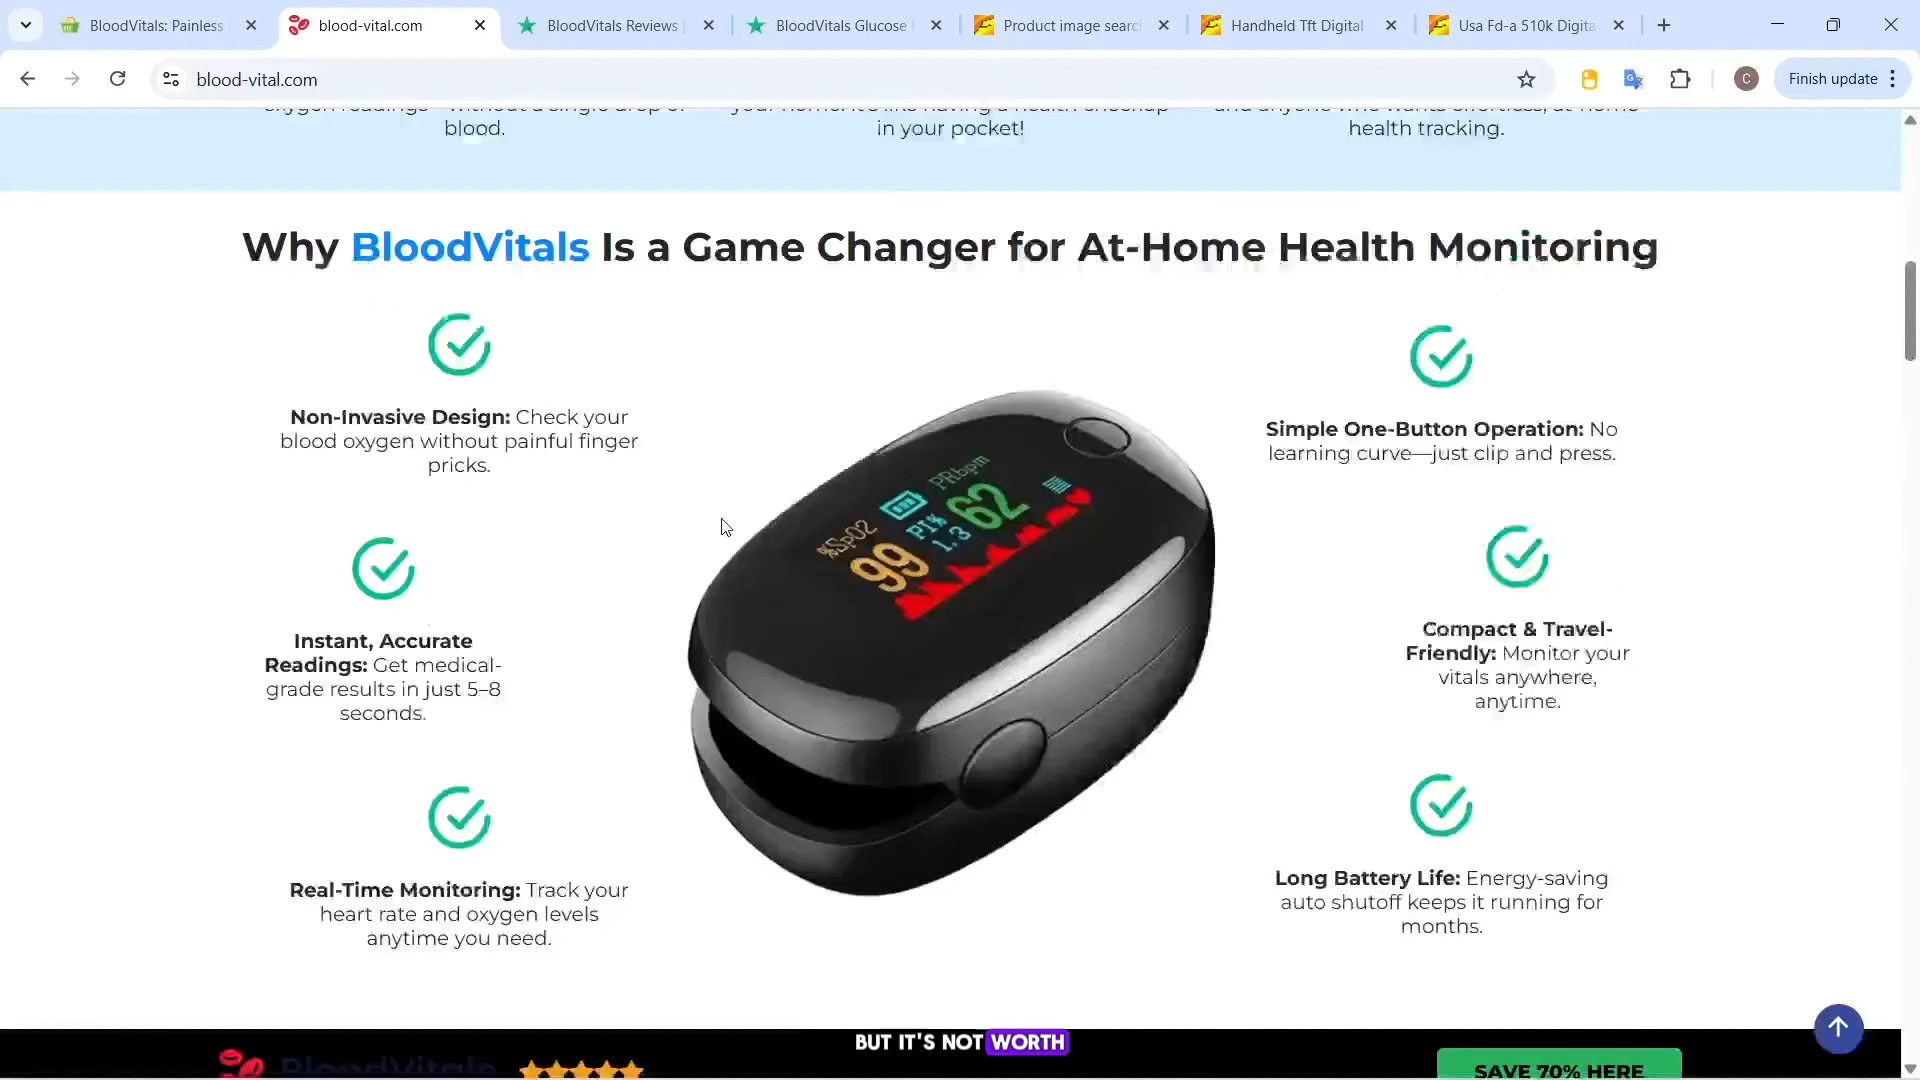 BloodVitals: Painless
blood-vital.com
BloodVitals Reviews
BloodVitals Glucose
Product image searc
Handheld Tft Digital
Usa Fd-a 510k Digita
blood-vital.com
C
Finish update
blood.
in your pocket!
health tracking.
Why BloodVitals Is a Game Changer for At-Home Health Monitoring
Non-Invasive Design: Check your
blood oxygen without painful finger
pricks.
Instant, Accurate
Readings: Get medical-
grade results in just 5–8
seconds.
Real-Time Monitoring: Track your
heart rate and oxygen levels
anytime you need.
%SpO2
99
PI%
1.3
PRbpm
62
Simple One-Button Operation: No
learning curve—just clip and press.
Compact & Travel-
Friendly: Monitor your
vitals anywhere,
anytime.
Long Battery Life: Energy-saving
auto shutoff keeps it running for
months.
BUT IT'S NOT WORTH
BloodVitals
SAVE 70% HERE